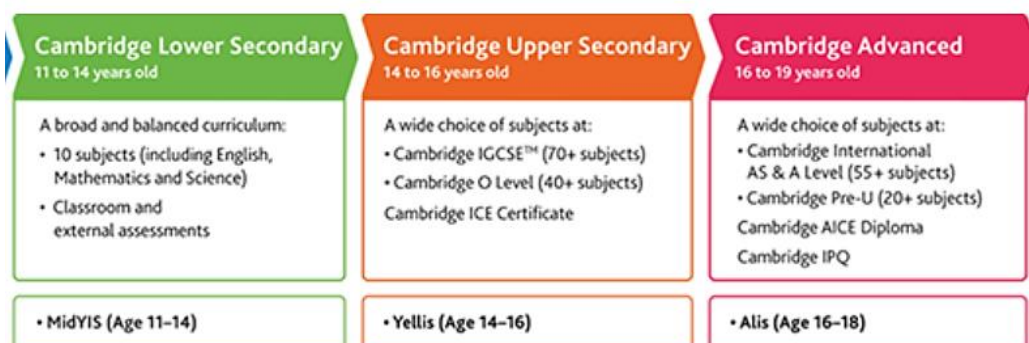 Cambridge Lower Secondary
11 to 14 years old
A broad and balanced curriculum:
• 10 subjects (including English,
Mathematics and Science)
• Classroom and
external assessments
• MidYIS (Age 11–14)
Cambridge Upper Secondary
14 to 16 years old
A wide choice of subjects at:
• Cambridge IGCSE™ (70+ subjects)
• Cambridge O Level (40+ subjects)
Cambridge ICE Certificate
• Yellis (Age 14–16)
Cambridge Advanced
16 to 19 years old
A wide choice of subjects at:
• Cambridge International
AS & A Level (55+ subjects)
• Cambridge Pre-U (20+ subjects)
Cambridge AICE Diploma
Cambridge IPQ
• Alis (Age 16–18)